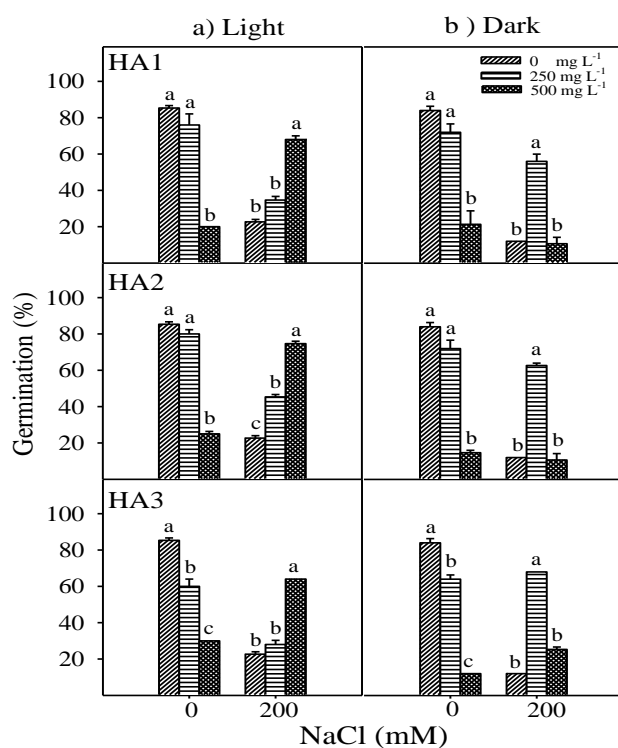 a) Light
b ) Dark
HA1
0 mg L-1
250 mg L-1
500 mg L-1
100
80
60
40
20
a a b b b a
a a b b a b
HA2
100
80
60
40
20
a a b c b a
a a b b a b
HA3
100
80
60
40
20
a b c b b a
a b c b a b
0 200
0 200
Germination (%)
NaCl (mM)